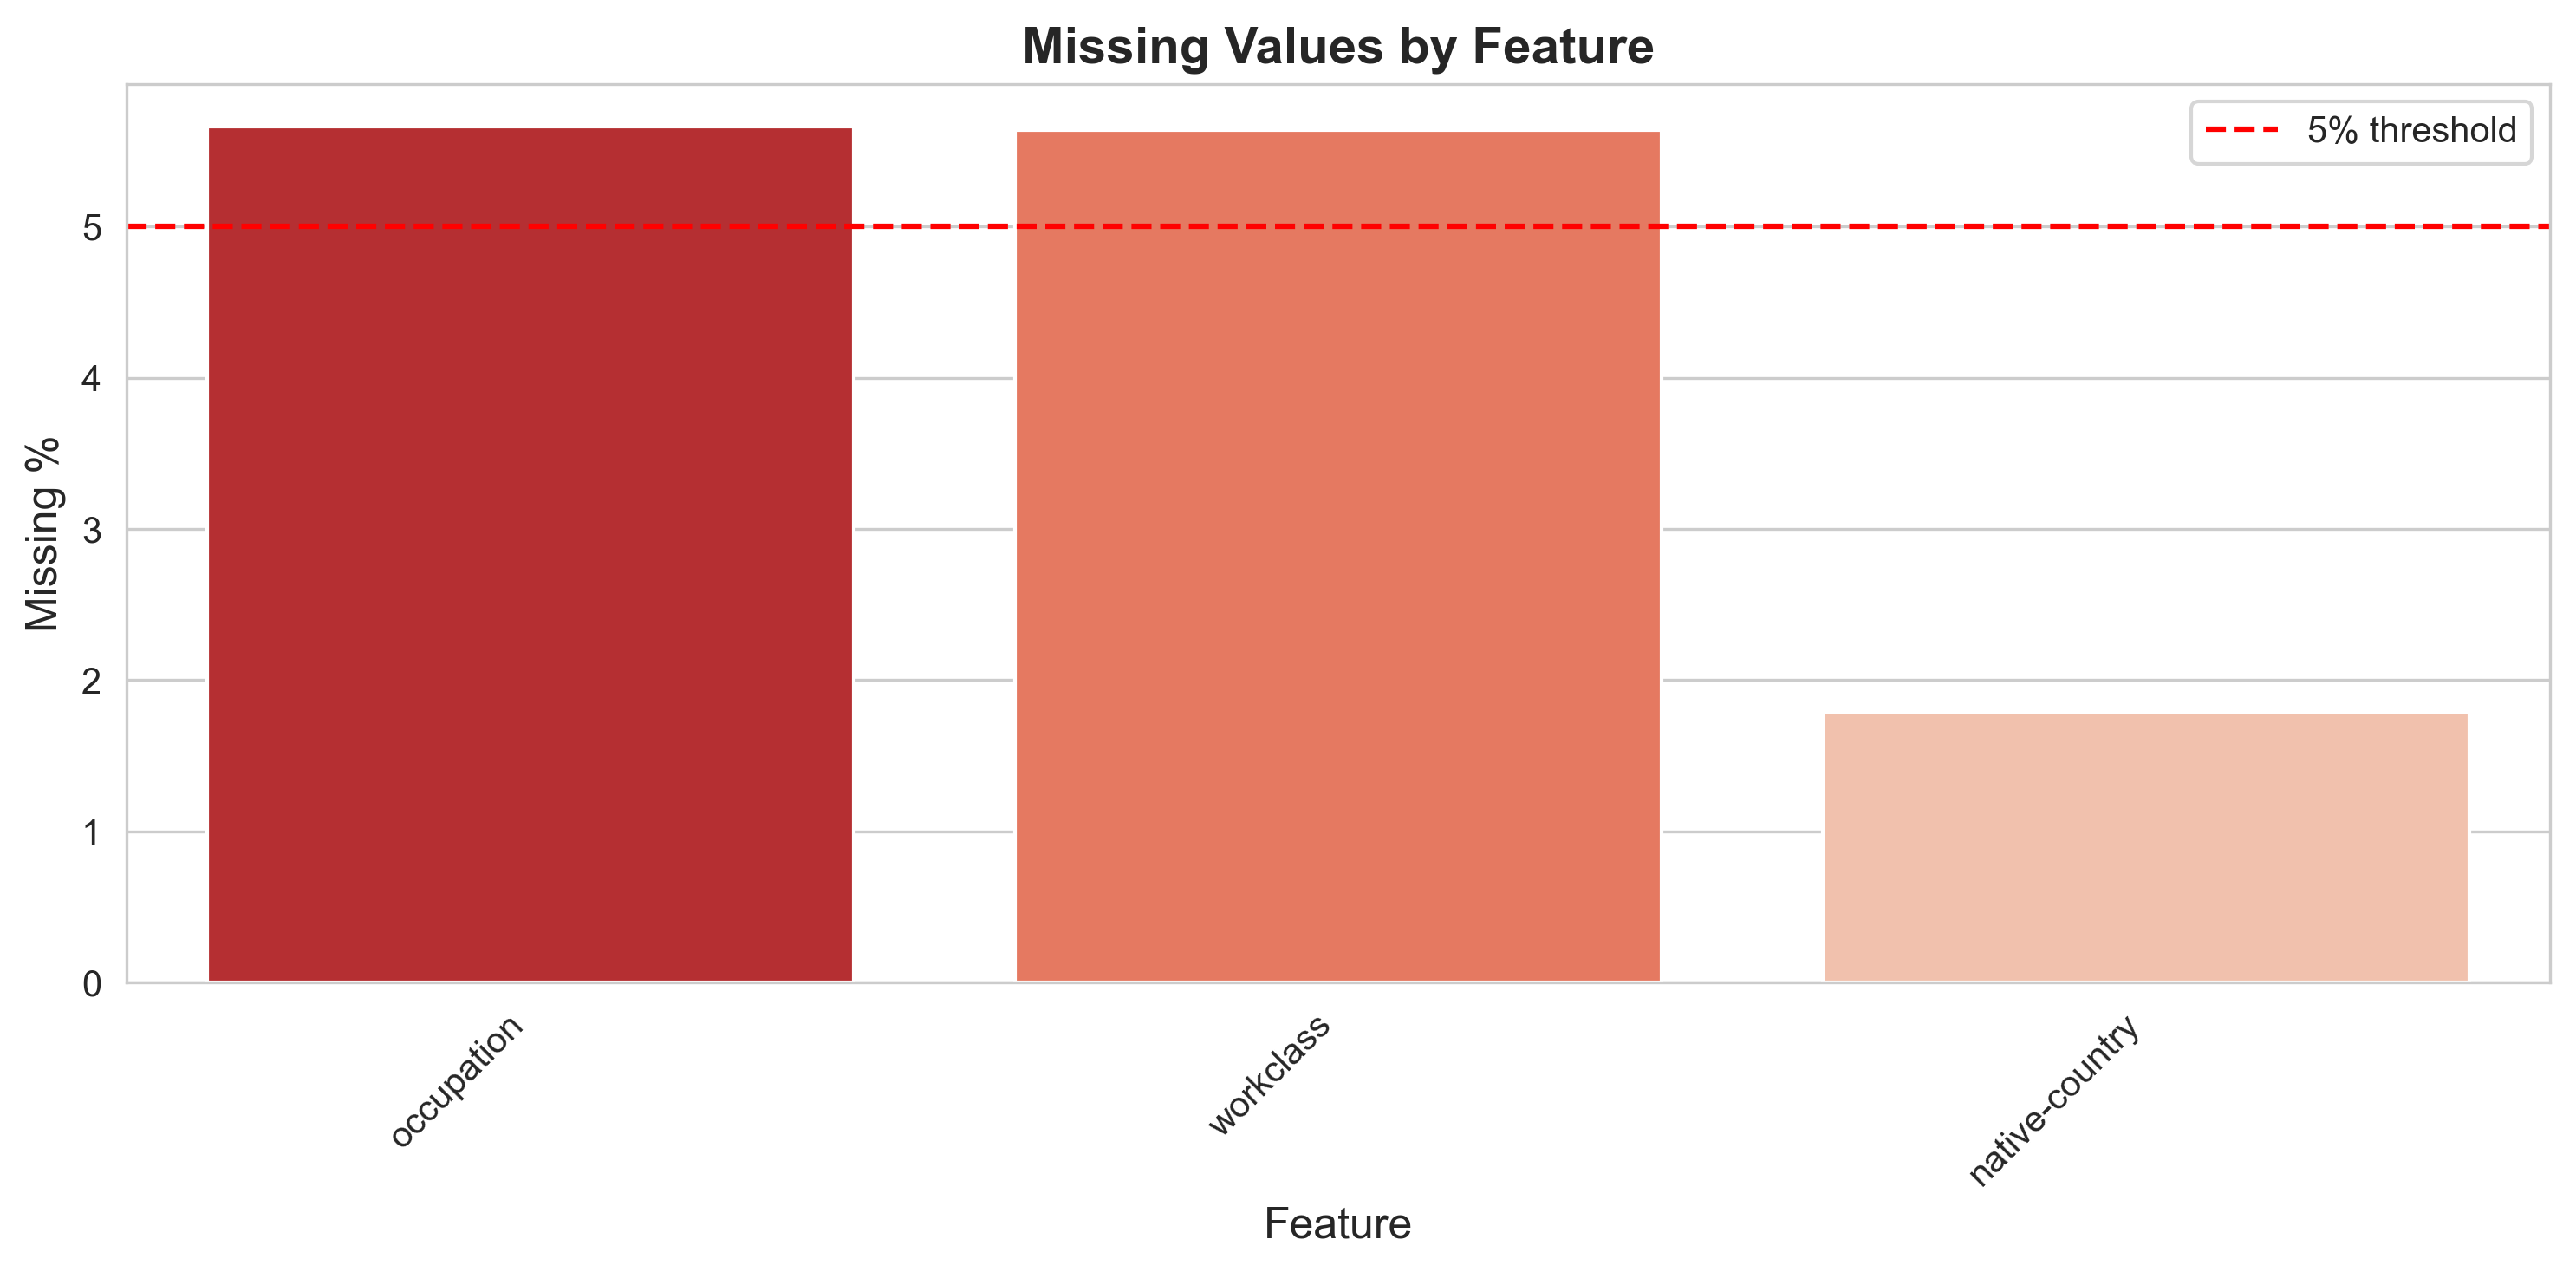 Missing Values by Feature
5% threshold
Missing %
5
4
3
2
1
0
occupation
workclass
native-country
Feature